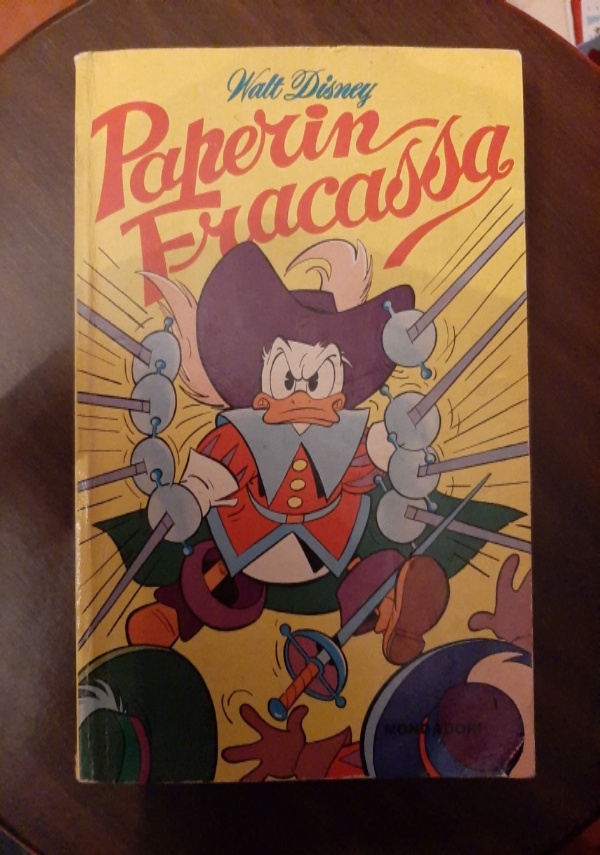 Walt Disney
Paperin
Fracassa
MONDADORI